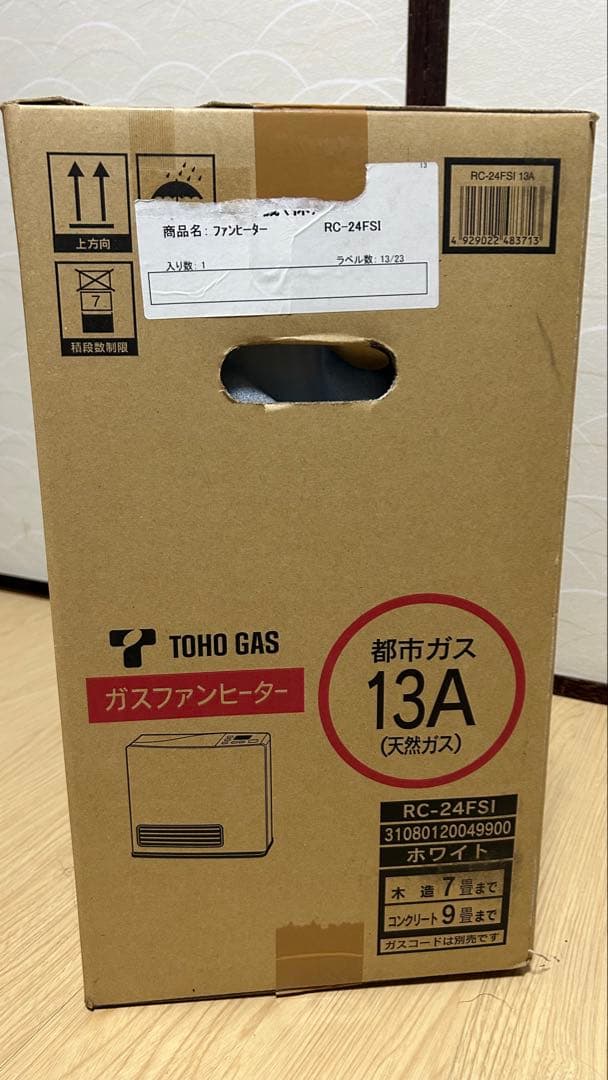 上方向
7
積段数制限
13
商品名: ファンヒーター RC-24FSI
入り数: 1 ラベル数: 13/23
RC-24FSI 13A
4 929022 483713
TOHO GAS
ガスファンヒーター
都市ガス
13A
(天然ガス)
RC-24FSI
31080120049900
ホワイト
木造 7畳まで
コンクリート 9畳まで
ガスコードは別売です